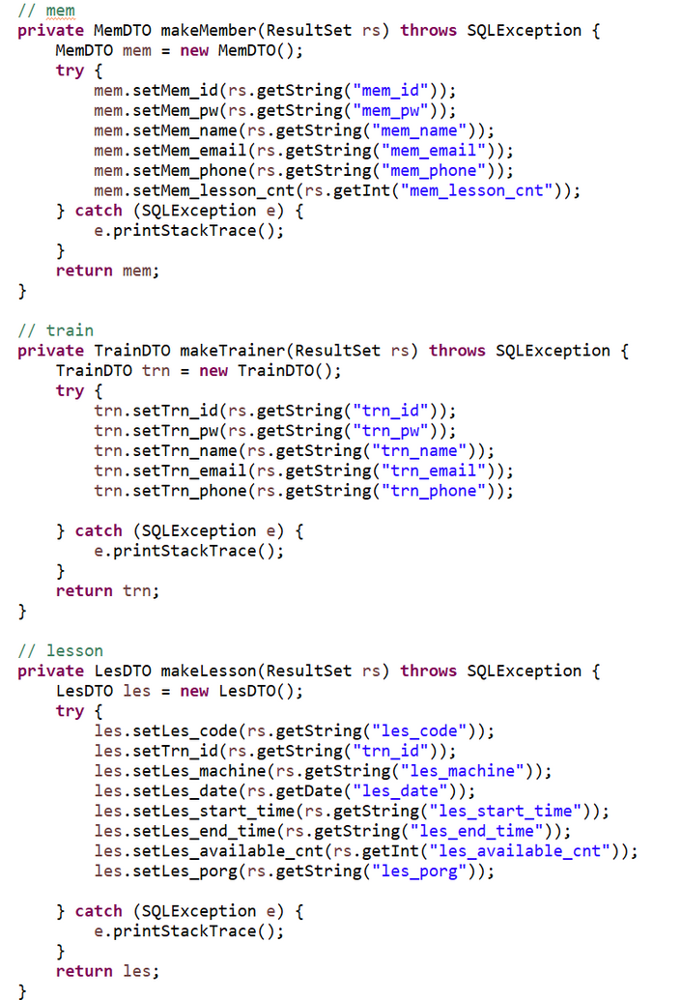 // mem
private MemDTO makeMember(ResultSet rs) throws SQLException {
    MemDTO mem = new MemDTO();
    try {
        mem.setMem_id(rs.getString("mem_id"));
        mem.setMem_pw(rs.getString("mem_pw"));
        mem.setMem_name(rs.getString("mem_name"));
        mem.setMem_email(rs.getString("mem_email"));
        mem.setMem_phone(rs.getString("mem_phone"));
        mem.setMem_lesson_cnt(rs.getInt("mem_lesson_cnt"));
    } catch (SQLException e) {
        e.printStackTrace();
    }
    return mem;
}

// train
private TrainDTO makeTrainer(ResultSet rs) throws SQLException {
    TrainDTO trn = new TrainDTO();
    try {
        trn.setTrn_id(rs.getString("trn_id"));
        trn.setTrn_pw(rs.getString("trn_pw"));
        trn.setTrn_name(rs.getString("trn_name"));
        trn.setTrn_email(rs.getString("trn_email"));
        trn.setTrn_phone(rs.getString("trn_phone"));

    } catch (SQLException e) {
        e.printStackTrace();
    }
    return trn;
}

// lesson
private LesDTO makeLesson(ResultSet rs) throws SQLException {
    LesDTO les = new LesDTO();
    try {
        les.setLes_code(rs.getString("les_code"));
        les.setTrn_id(rs.getString("trn_id"));
        les.setLes_machine(rs.getString("les_machine"));
        les.setLes_date(rs.getDate("les_date"));
        les.setLes_start_time(rs.getString("les_start_time"));
        les.setLes_end_time(rs.getString("les_end_time"));
        les.setLes_available_cnt(rs.getInt("les_available_cnt"));
        les.setLes_porg(rs.getString("les_porg"));

    } catch (SQLException e) {
        e.printStackTrace();
    }
    return les;
}